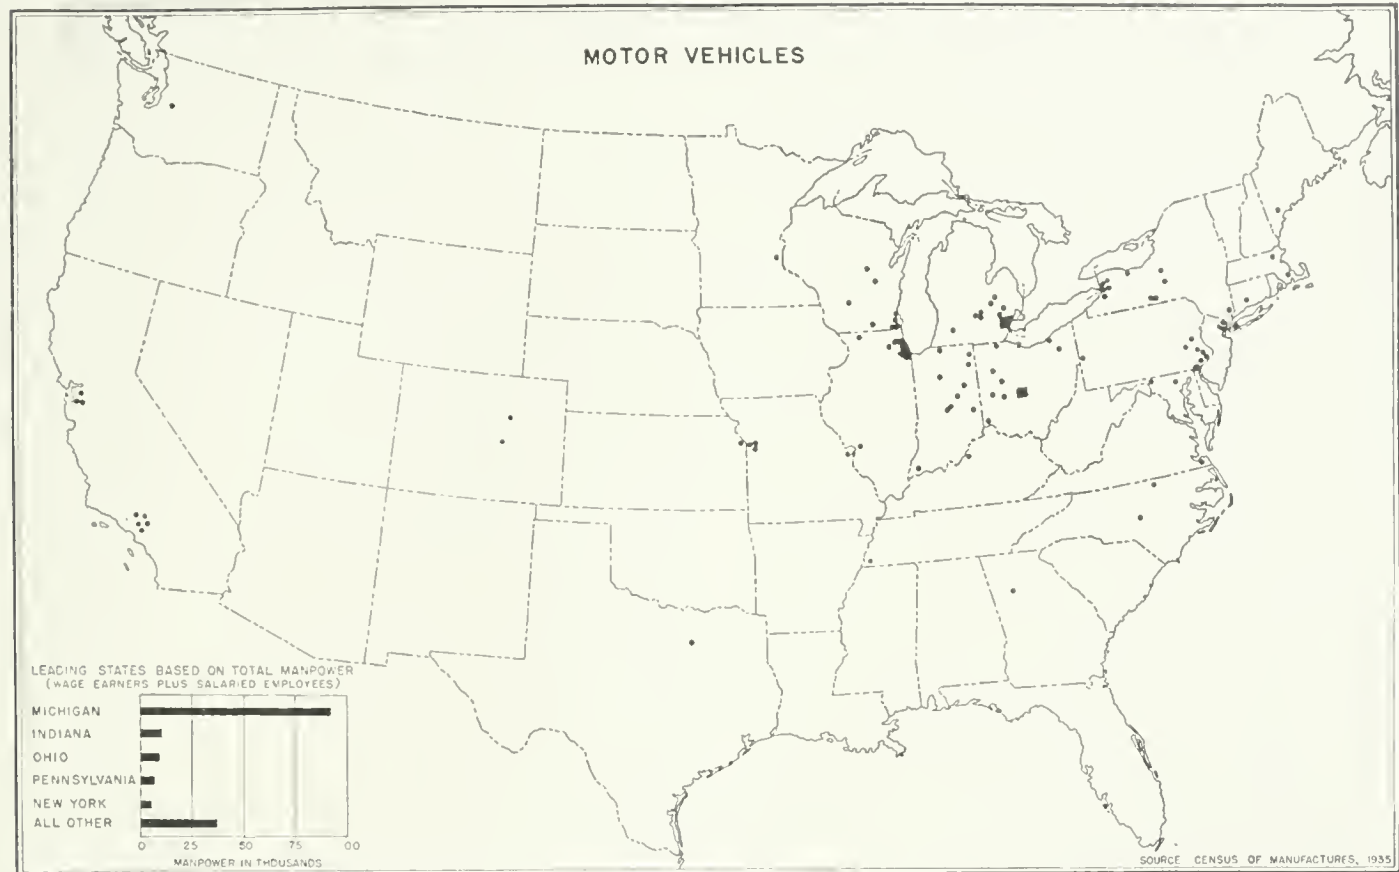 MOTOR VEHICLES
LEADING STATES BASED ON TOTAL MANPOWER
(WAGE EARNERS PLUS SALARIED EMPLOYEES)
MICHIGAN
INDIANA
OHIO
PENNSYLVANIA
NEW YORK
ALL OTHER
0 25 50 75 00
MANPOWER IN THOUSANDS
SOURCE CENSUS OF MANUFACTURES, 1935